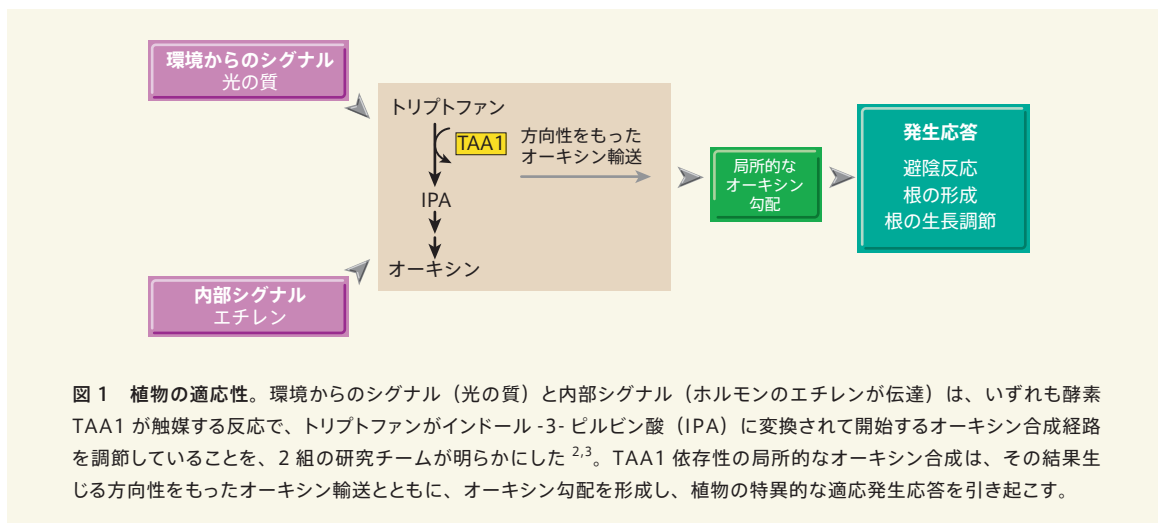 環境からのシグナル
光の質
トリプトファン
TAA1
方向性をもった
オーキシン輸送
IPA
オーキシン
内部シグナル
エチレン
局所的な
オーキシン
勾配
発生応答
避陰反応
根の形成
根の生長調節
図 1 植物の適応性。環境からのシグナル（光の質）と内部シグナル（ホルモンのエチレンが伝達）は、いずれも酵素
TAA1 が触媒する反応で、トリプトファンがインドール -3- ピルビン酸（IPA）に変換されて開始するオーキシン合成経路
を調節していることを、2 組の研究チームが明らかにした 2,3。TAA1 依存性の局所的なオーキシン合成は、その結果生
じる方向性をもったオーキシン輸送とともに、オーキシン勾配を形成し、植物の特異的な適応発生応答を引き起こす。